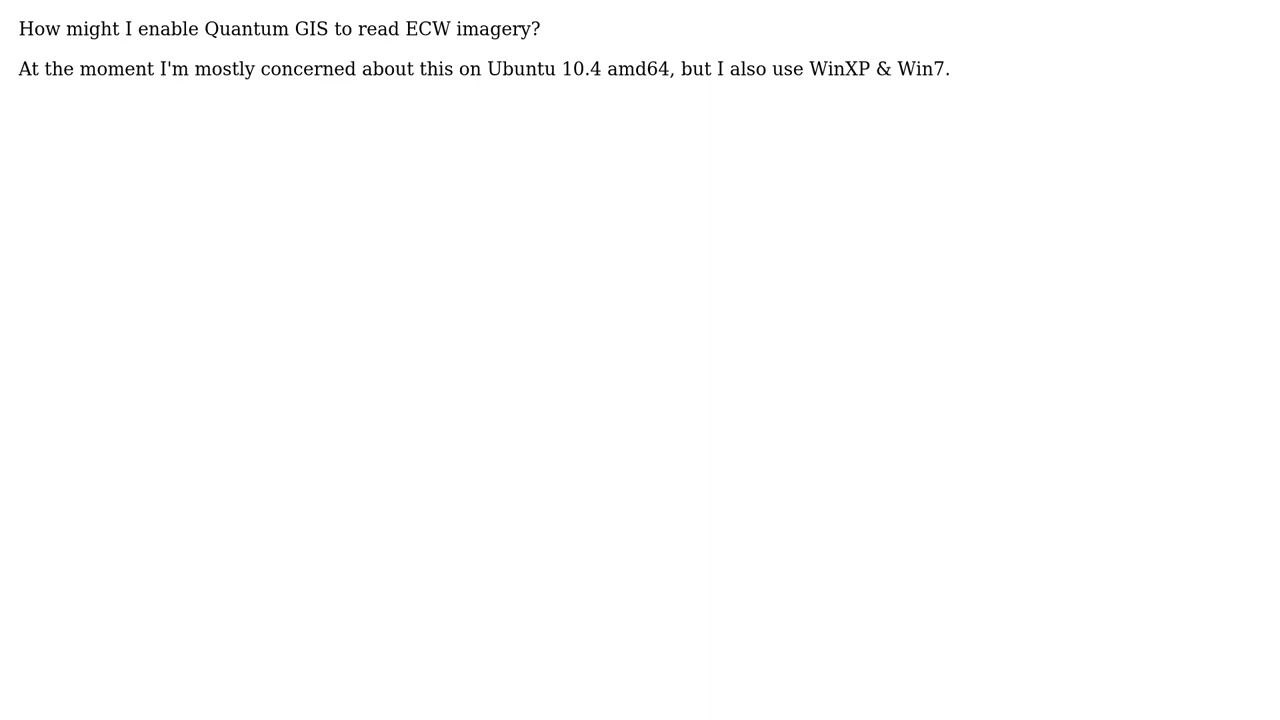 How might I enable Quantum GIS to read ECW imagery?
At the moment I'm mostly concerned about this on Ubuntu 10.4 amd64, but I also use WinXP & Win7.